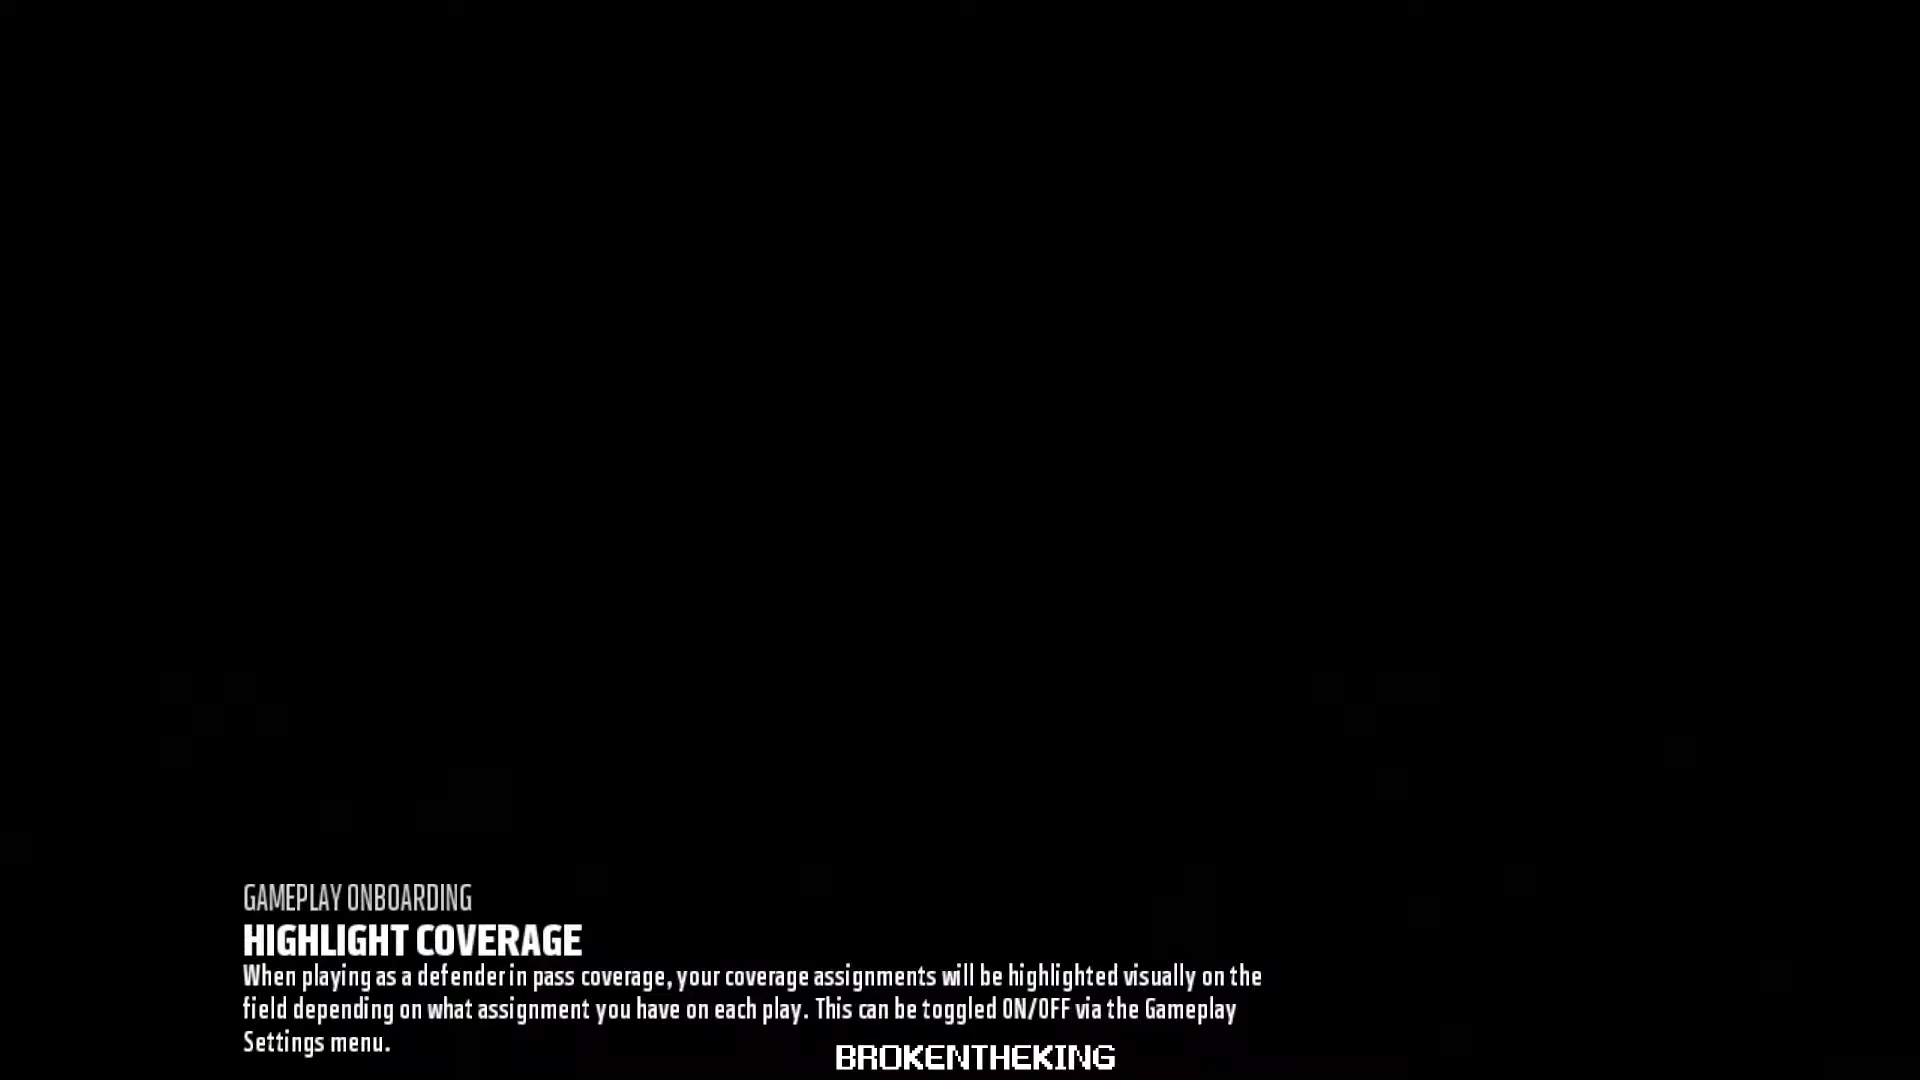 GAMEPLAY ONBOARDING
HIGHLIGHT COVERAGE
When playing as a defender in pass coverage, your coverage assignments will be highlighted visually on the
field depending on what assignment you have on each play. This can be toggled ON/OFF via the Gameplay
Settings menu.
BROKENTHEKING